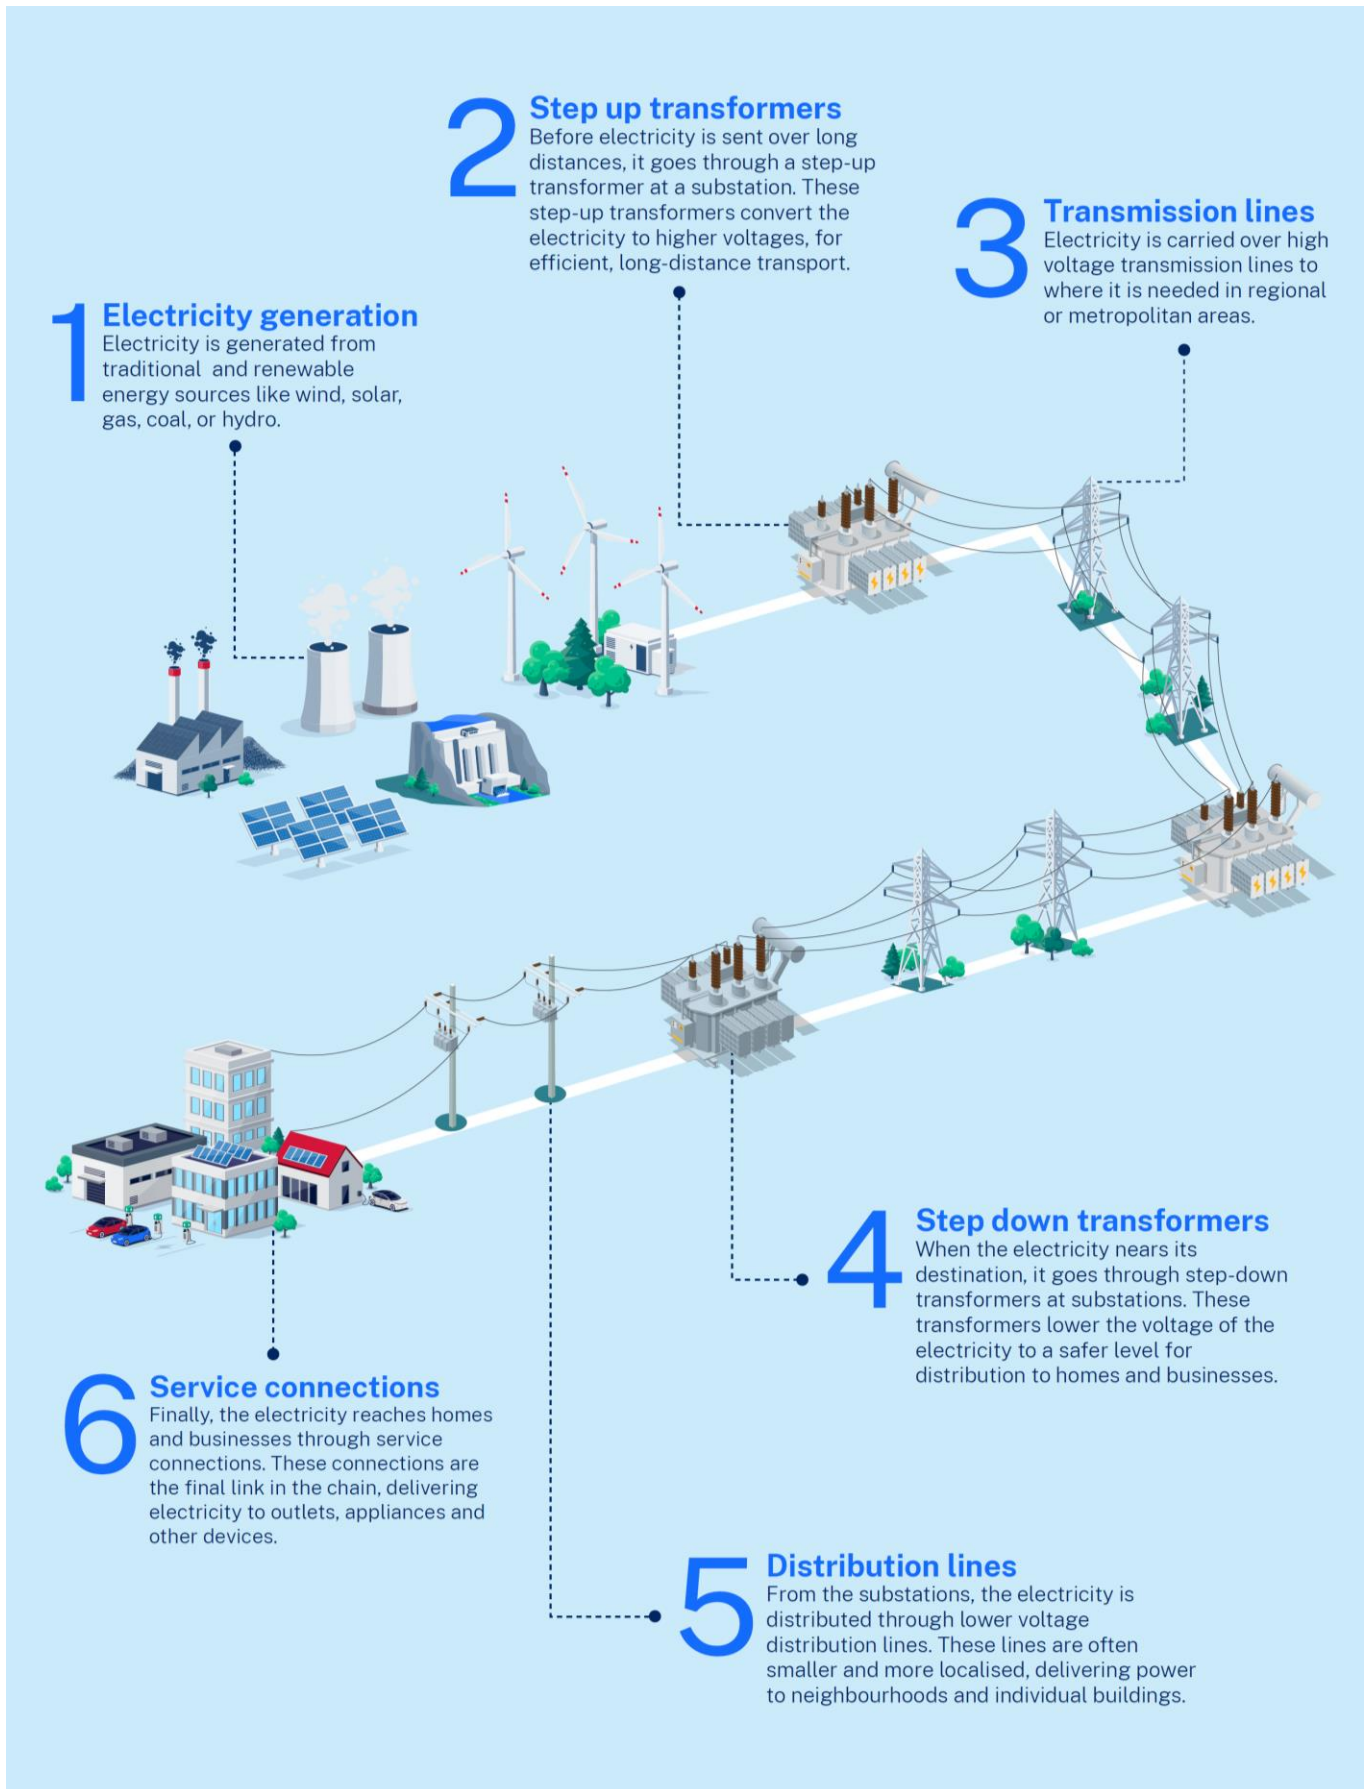 1
Electricity generation
Electricity is generated from
traditional  and renewable
energy sources like wind, solar,
gas, coal, or hydro.
2
Step up transformers
Before electricity is sent over long
distances, it goes through a step-up
transformer at a substation. These
step-up transformers convert the
electricity to higher voltages, for
efficient, long-distance transport.
3
Transmission lines
Electricity is carried over high
voltage transmission lines to
where it is needed in regional
or metropolitan areas.
4
Step down transformers
When the electricity nears its
destination, it goes through step-down
transformers at substations. These
transformers lower the voltage of the
electricity to a safer level for
distribution to homes and businesses.
5
Distribution lines
From the substations, the electricity is
distributed through lower voltage
distribution lines. These lines are often
smaller and more localised, delivering power
to neighbourhoods and individual buildings.
6
Service connections
Finally, the electricity reaches homes
and businesses through service
connections. These connections are
the final link in the chain, delivering
electricity to outlets, appliances and
other devices.